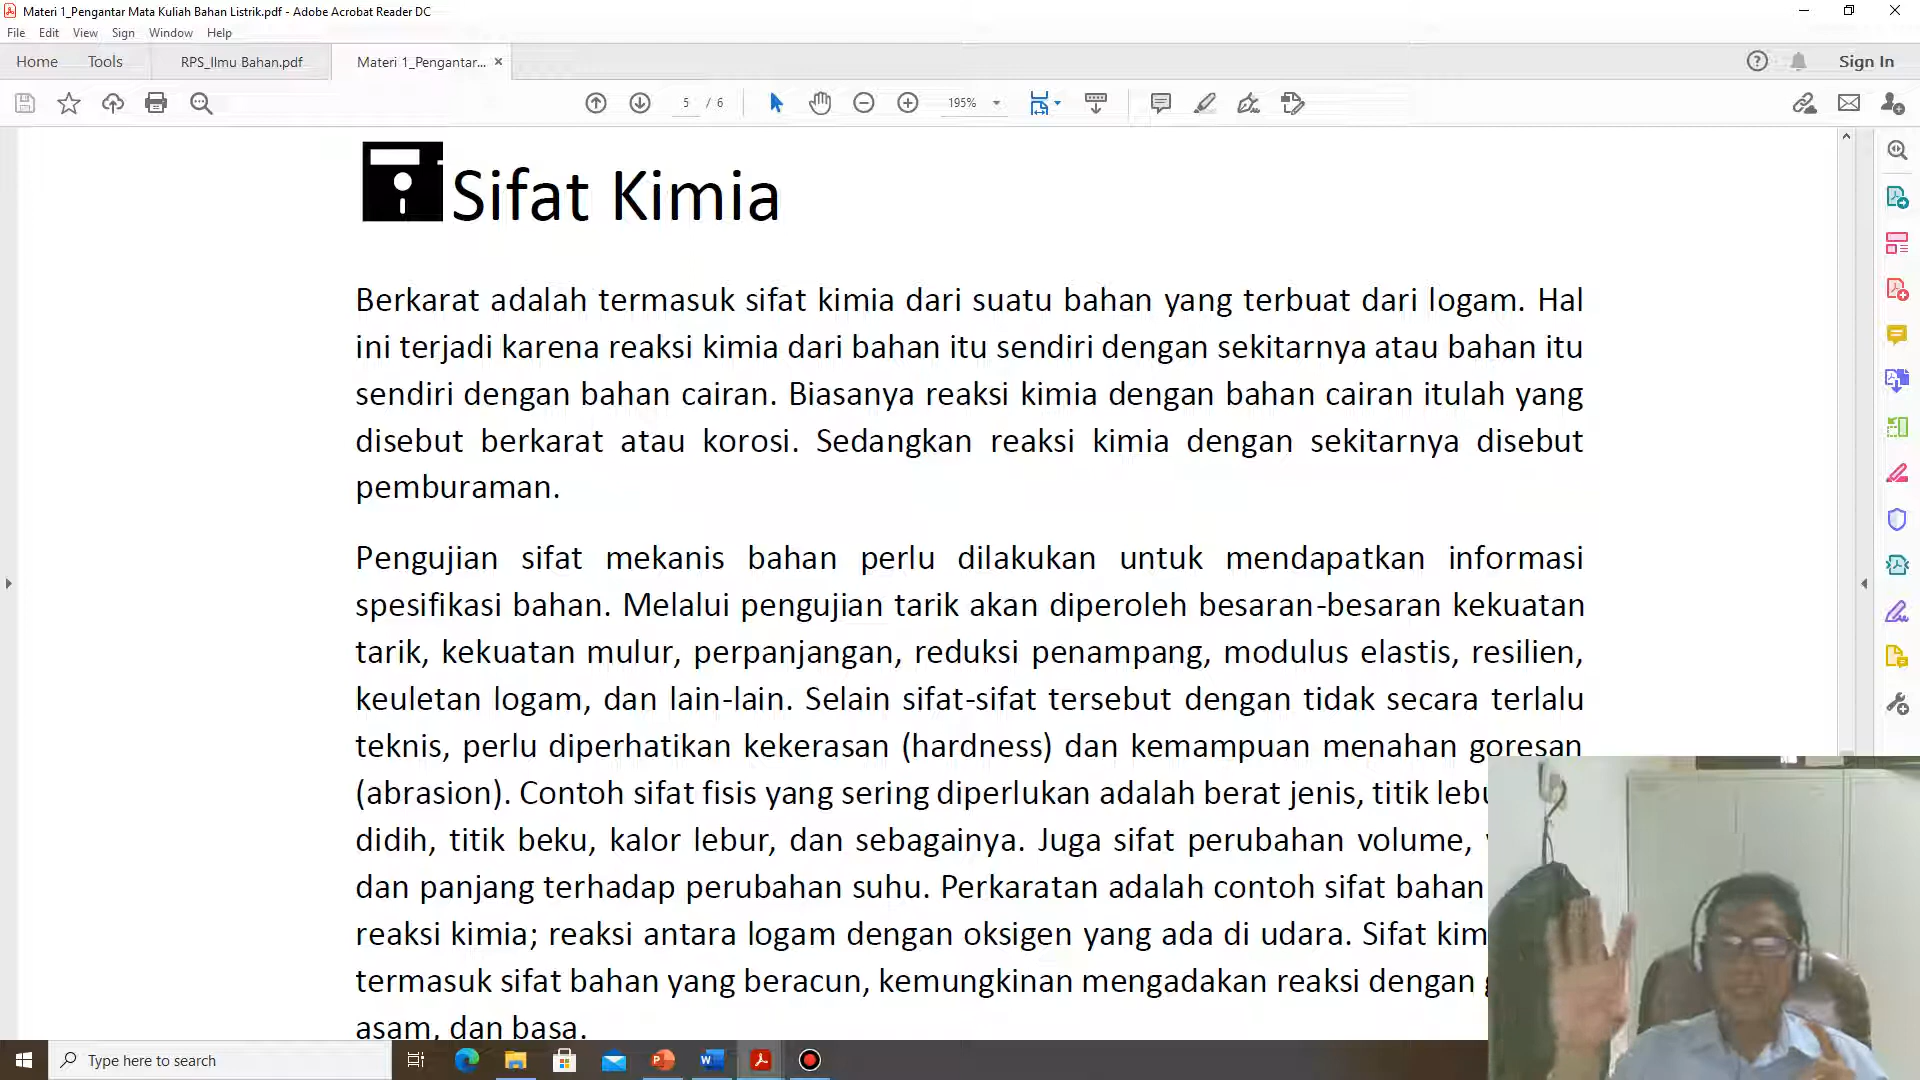 Materi 1_Pengantar Mata Kuliah Bahan Listrik.pdf - Adobe Acrobat Reader DC
File Edit View Sign Window Help
Home Tools RPS_Ilmu Bahan.pdf Materi 1_Pengantar... Sign In
5 / 6 195%
Sifat Kimia
Berkarat adalah termasuk sifat kimia dari suatu bahan yang terbuat dari logam. Hal
ini terjadi karena reaksi kimia dari bahan itu sendiri dengan sekitarnya atau bahan itu
sendiri dengan bahan cairan. Biasanya reaksi kimia dengan bahan cairan itulah yang
disebut berkarat atau korosi. Sedangkan reaksi kimia dengan sekitarnya disebut
pemburaman.
Pengujian sifat mekanis bahan perlu dilakukan untuk mendapatkan informasi
spesifikasi bahan. Melalui pengujian tarik akan diperoleh besaran-besaran kekuatan
tarik, kekuatan mulur, perpanjangan, reduksi penampang, modulus elastis, resilien,
keuletan logam, dan lain-lain. Selain sifat-sifat tersebut dengan tidak secara terlalu
teknis, perlu diperhatikan kekerasan (hardness) dan kemampuan menahan goresan
(abrasion). Contoh sifat fisis yang sering diperlukan adalah berat jenis, titik
didih, titik beku, kalor lebur, dan sebagainya. Juga sifat perubahan volume,
dan panjang terhadap perubahan suhu. Perkaratan adalah contoh sifat bahan
reaksi kimia; reaksi antara logam dengan oksigen yang ada di udara. Sifat
termasuk sifat bahan yang beracun, kemungkinan mengadakan reaksi dengan
asam, dan basa.
Type here to search